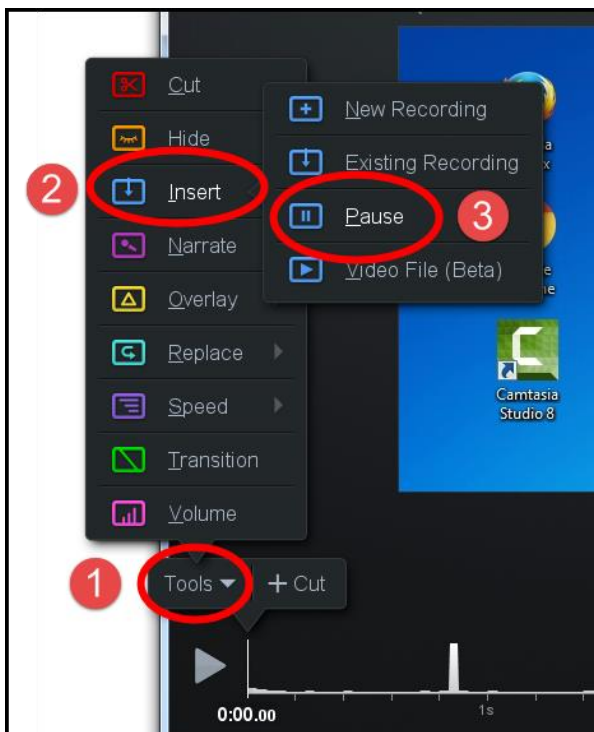 Cut
Hide
2
Insert
Narrate
Overlay
Replace
Speed
Transition
Volume
New Recording
Existing Recording
Pause
3
Video File (Beta)
a
x
e
ne
Camtasia
Studio 8
1
Tools
+ Cut
0:00.00
1s